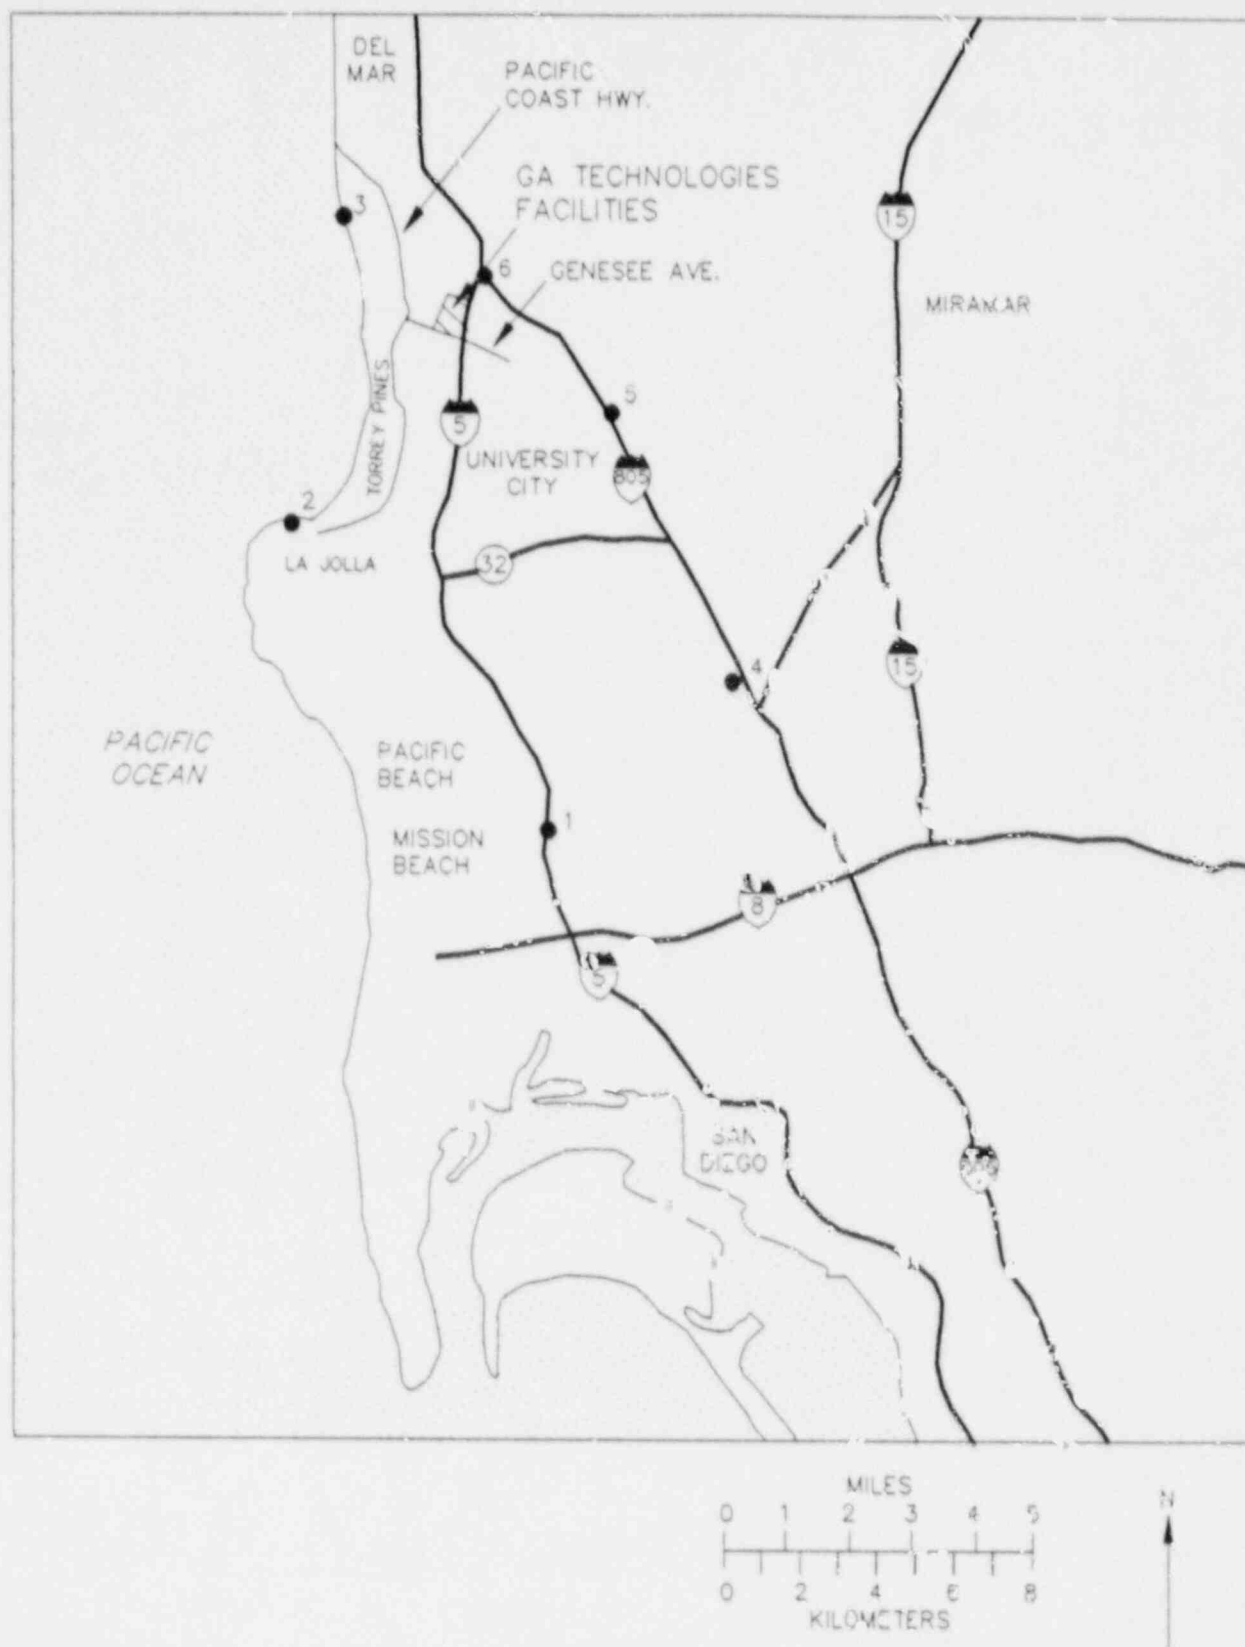 DEL
MAR
PACIFIC
COAST HWY.
GA TECHNOLOGIES
FACILITIES
15
3
6
GENESEE AVE.
MIRAMAR
TORREY PINES
5
5
UNIVERSITY
CITY
805
2
LA JOLLA
32
15
4
PACIFIC
OCEAN
PACIFIC
BEACH
1
MISSION
BEACH
8
5
SAN
DIEGO
MILES
0 1 2 3 4 5
0 2 4 6 8
KILOMETERS
N